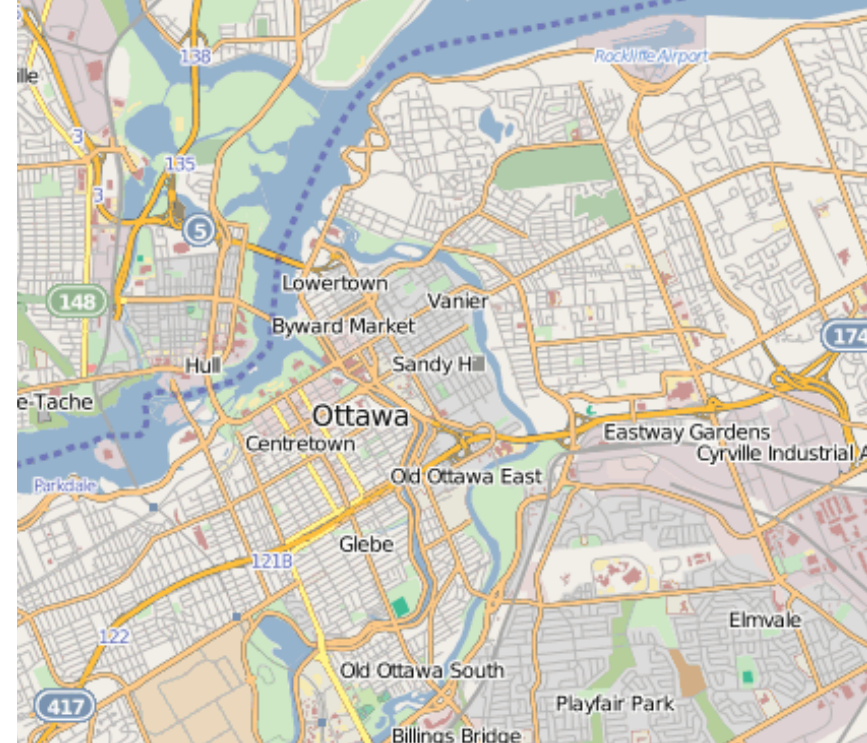 138
Rockliffe Airport
ille
3
135
3
5
Lowertown
148
Vanier
Byward Market
174
Hull
Sandy Hill
e-Tache
Ottawa
Eastway Gardens
Centretown
Cyrville Industrial A
Old Ottawa East
Parkdale
Glebe
121B
Elmvale
122
Old Ottawa South
417
Playfair Park
Billings Bridge